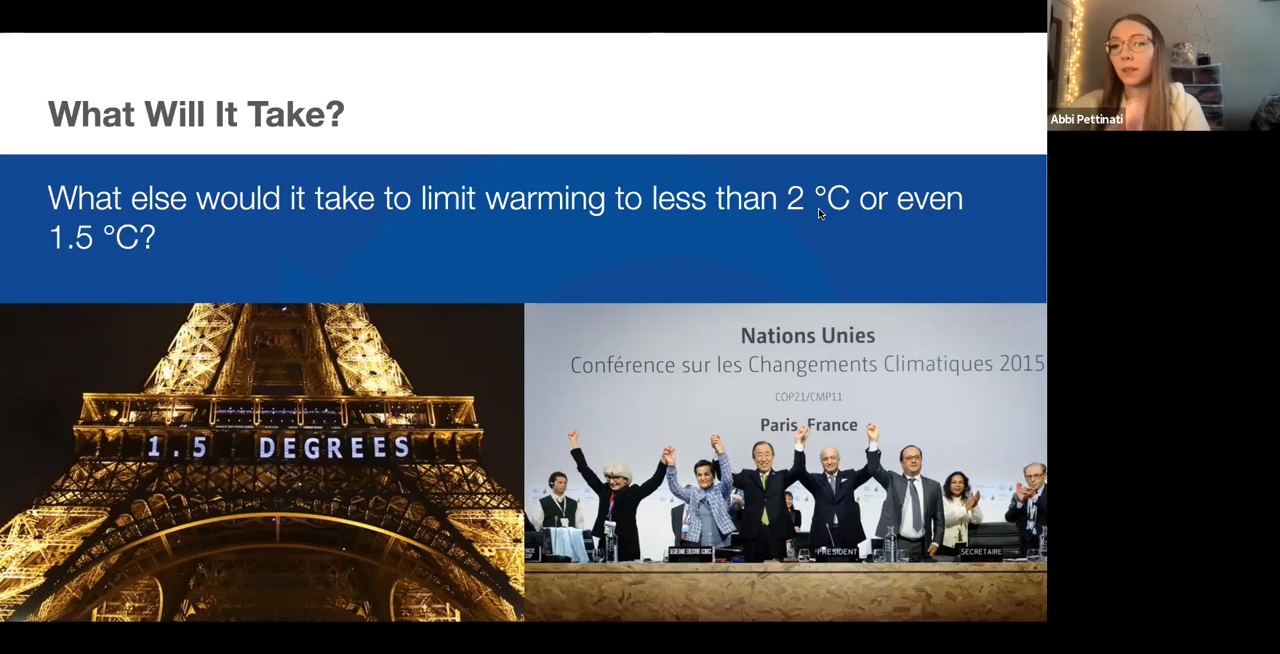 What Will It Take?
What else would it take to limit warming to less than 2 °C or even
1.5 °C?
1.5 DEGREES
Nations Unies
Conférence sur les Changements Climatiques 2015
COP21/CMP11
Paris, France
PRESIDENT
SECRETAIRE
Abbi Pettinati